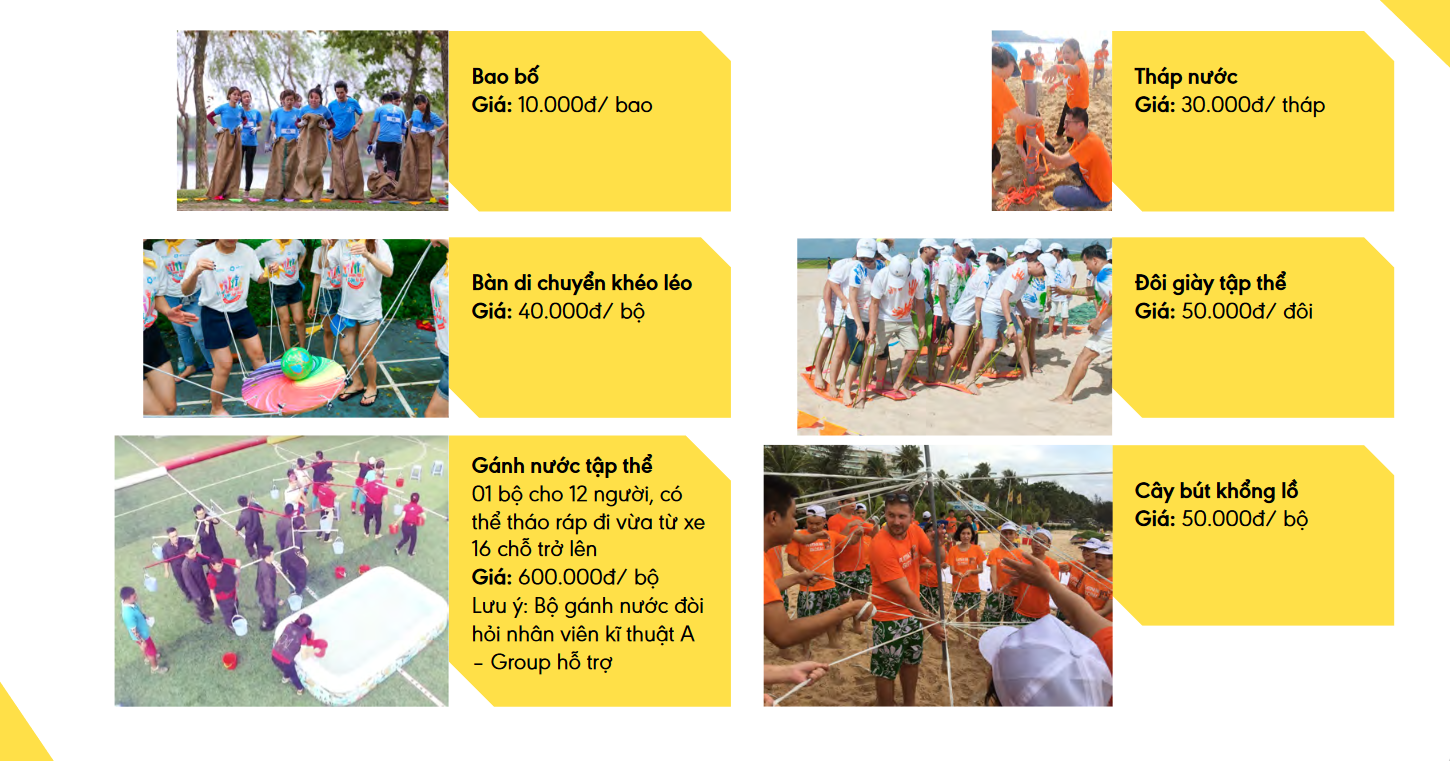 Bao bố
Giá: 10.000đ/ bao
Tháp nước
Giá: 30.000đ/ tháp
Bàn di chuyển khéo léo
Giá: 40.000đ/ bộ
Đôi giày tập thể
Giá: 50.000đ/ đôi
Gánh nước tập thể
01 bộ cho 12 người, có
thể tháo ráp đi vừa từ xe
16 chỗ trở lên
Giá: 600.000đ/ bộ
Lưu ý: Bộ gánh nước đòi
hỏi nhân viên kĩ thuật A
– Group hỗ trợ
Cây bút khổng lồ
Giá: 50.000đ/ bộ